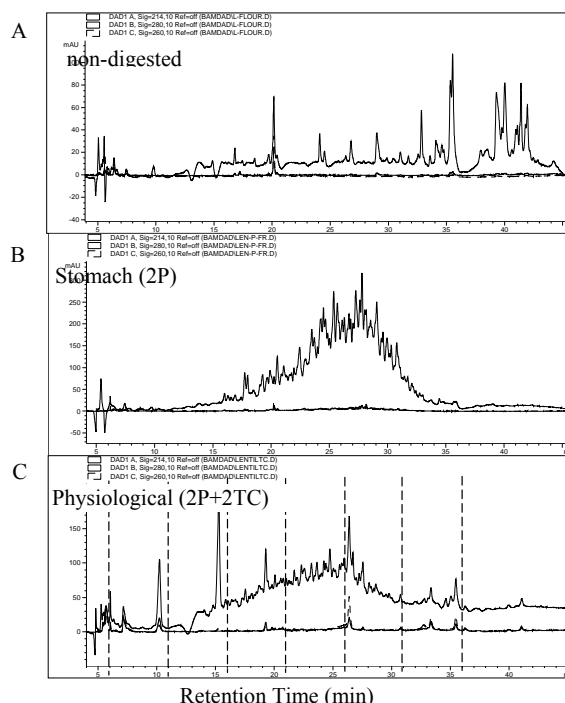 A
DAD1 A, Sig=214,10 Ref=off (BAMDAD\L-FLOUR.D)
DAD1 B, Sig=280,10 Ref=off (BAMDAD\L-FLOUR.D)
DAD1 C, Sig=260,10 Ref=off (BAMDAD\L-FLOUR.D)
mAU
non-digested
100
80
60
40
20
0
-20
-40
5 10 15 20 25 30 35 40
B
DAD1 A, Sig=214,10 Ref=off (BAMDAD\LEN-P-FR.D)
DAD1 B, Sig=280,10 Ref=off (BAMDAD\LEN-P-FR.D)
DAD1 C, Sig=260,10 Ref=off (BAMDAD\LEN-P-FR.D)
mAU
Stomach (2P)
300
250
200
150
100
50
0
-50
5 10 15 20 25 30 35 40
C
DAD1 A, Sig=214,10 Ref=off (BAMDAD\LENTILTC.D)
DAD1 B, Sig=280,10 Ref=off (BAMDAD\LENTILTC.D)
DAD1 C, Sig=260,10 Ref=off (BAMDAD\LENTILTC.D)
mAU
Physiological (2P+2TC)
150
100
50
0
-50
5 10 15 20 25 30 35 40
Retention Time (min)